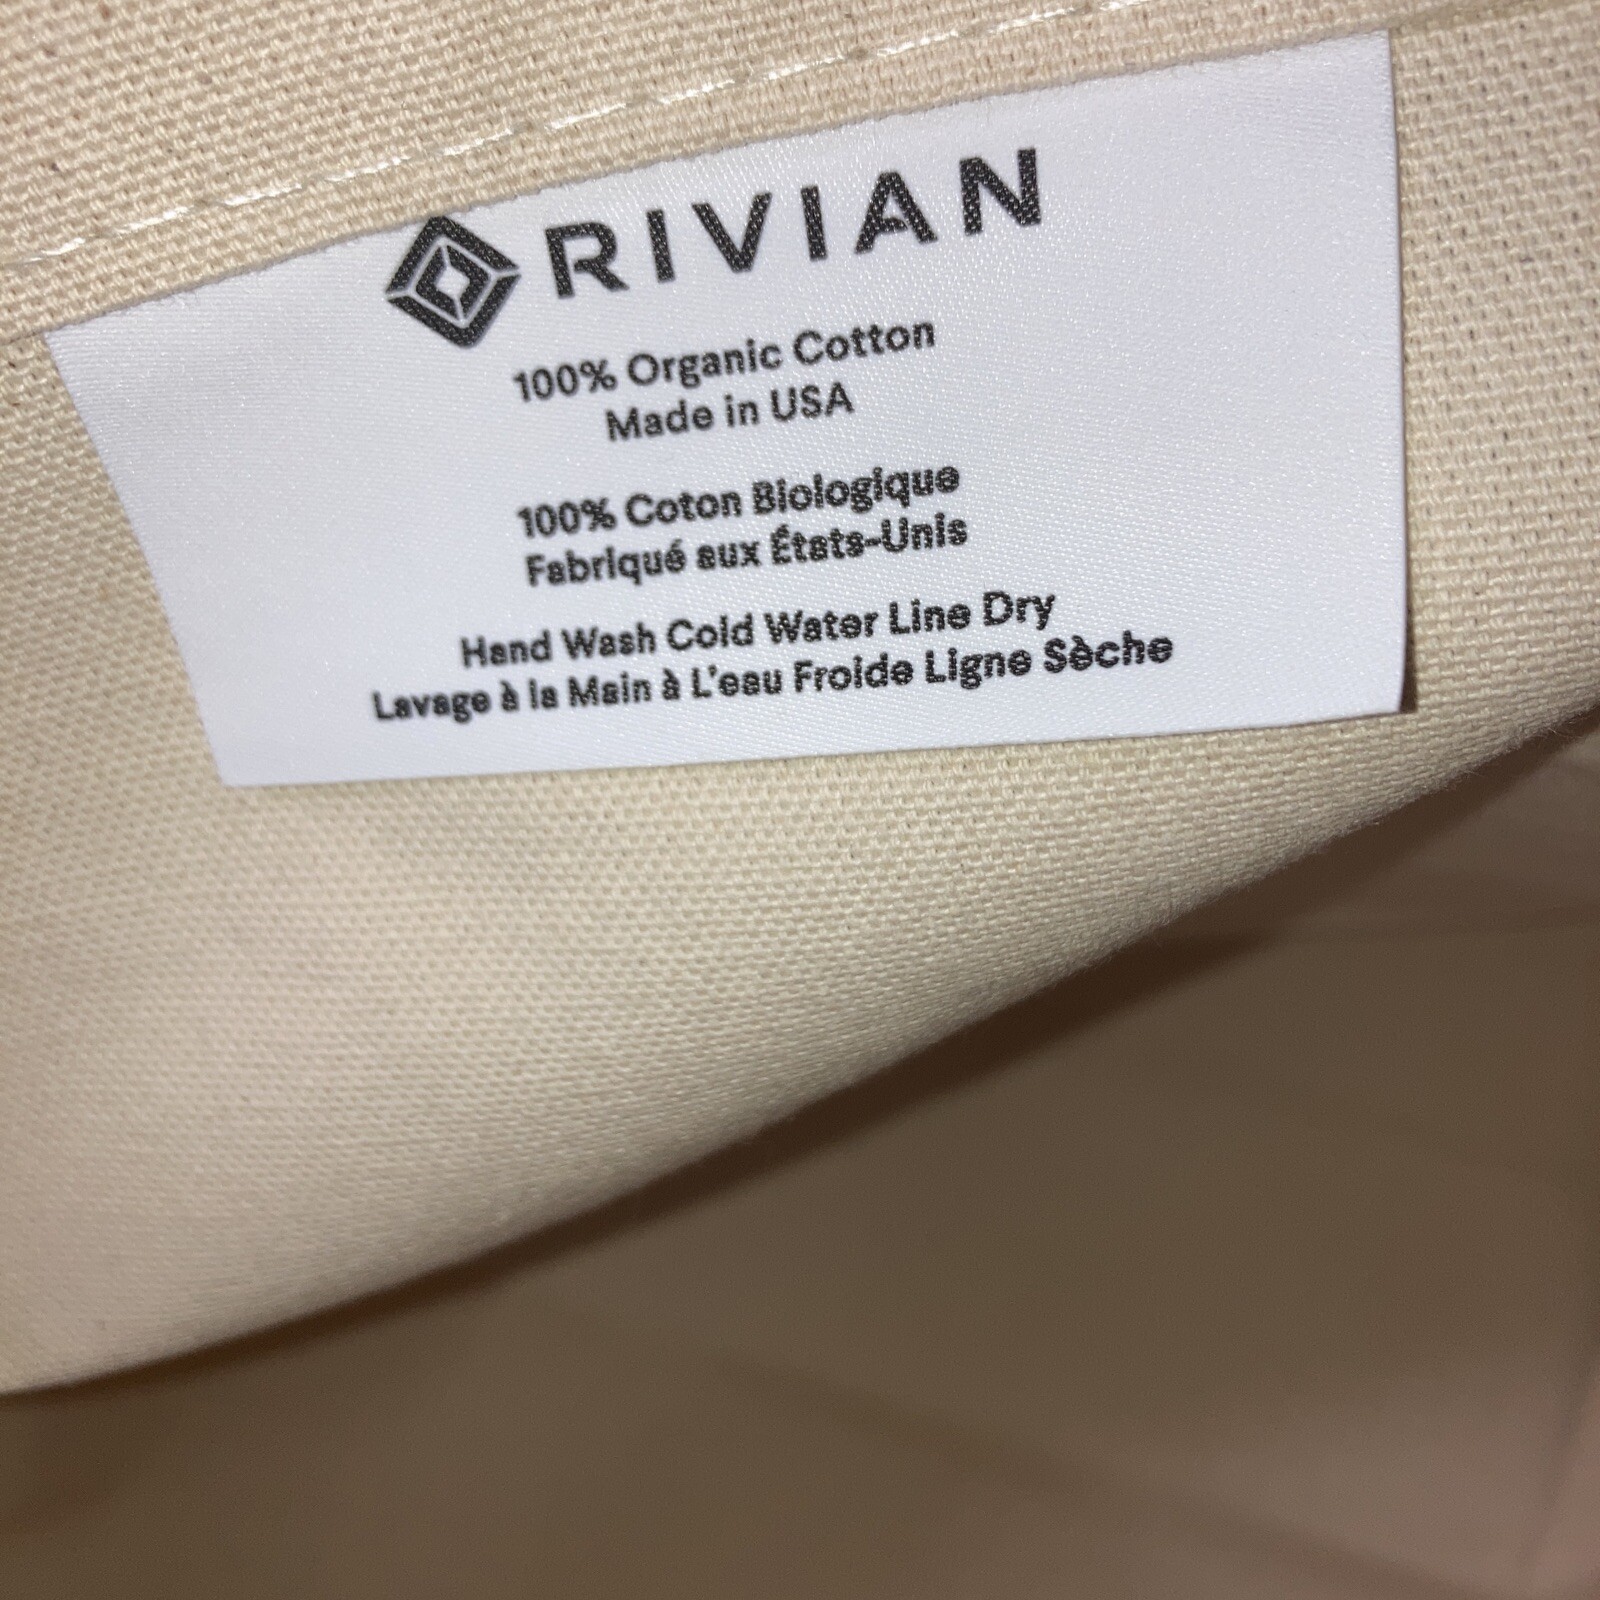 RIVIAN
100% Organic Cotton
Made in USA
100% Coton Biologique
Fabriqué aux États-Unis
Hand Wash Cold Water Line Dry
Lavage à la Main à L'eau Froide Ligne Sèche